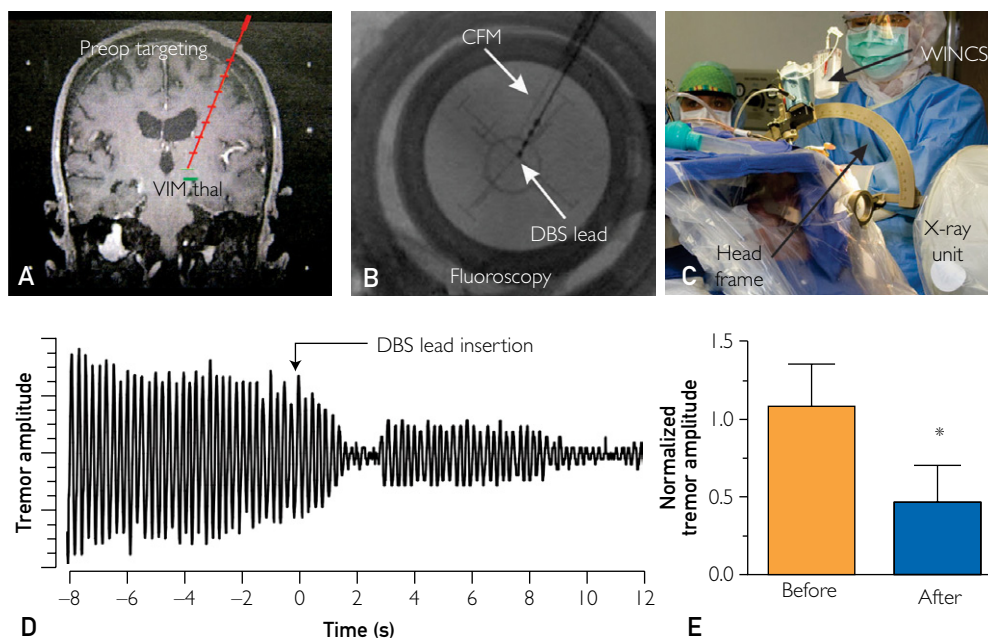 Preop targeting
VIM thal
A
CFM
DBS lead
Fluoroscopy
B
WINCS
Head
frame
X-ray
unit
C
Tremor amplitude
DBS lead insertion
–8 –6 –4 –2 0 2 4 6 8 10 12
Time (s)
D
Normalized
tremor amplitude
1.5
1.0
0.5
0.0
*
Before After
E